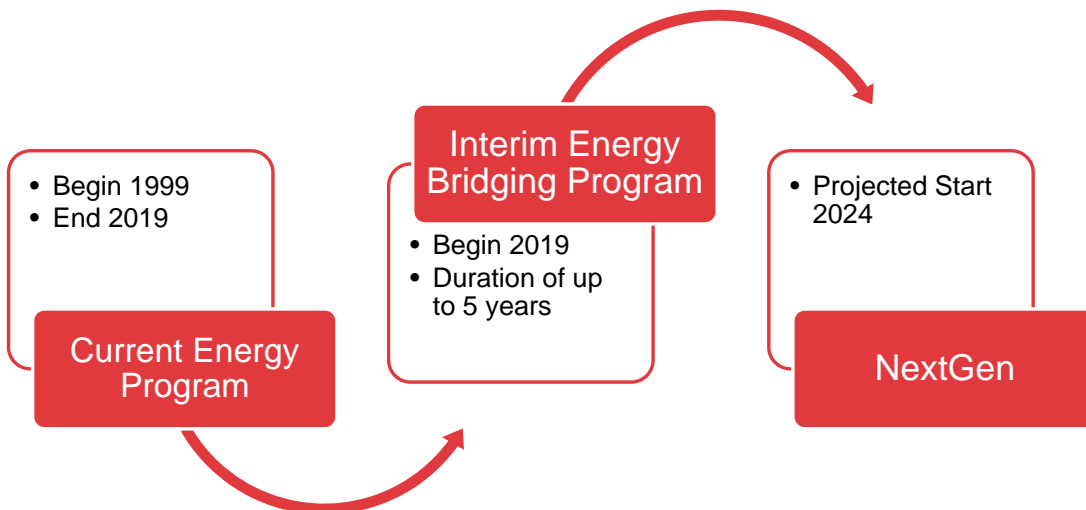 • Begin 1999
• End 2019
Current Energy
Program
Interim Energy
Bridging Program
• Begin 2019
• Duration of up
to 5 years
• Projected Start
2024
NextGen